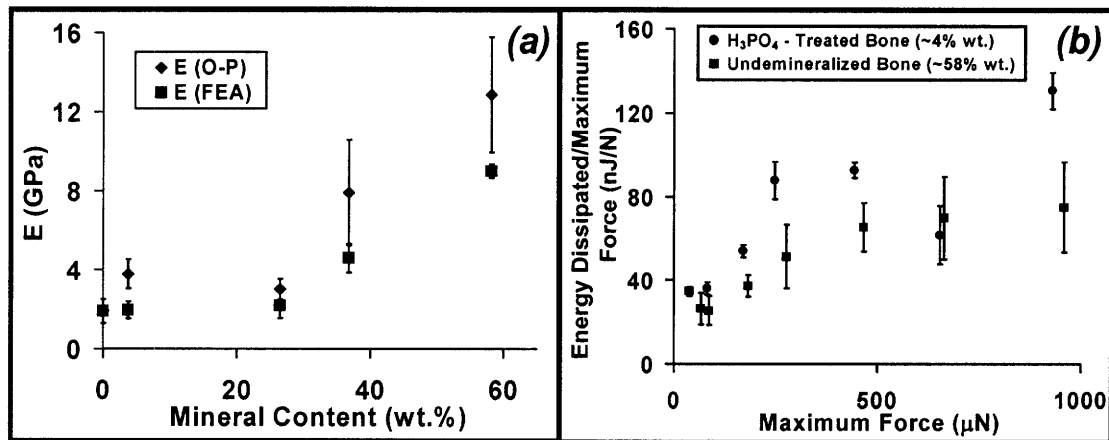 (a)
E (O-P)
E (FEA)
16
12
8
4
0
E (GPa)
0
20
40
60
Mineral Content (wt.%)
(b)
H₃PO₄ - Treated Bone (~4% wt.)
Undemineralized Bone (~58% wt.)
160
120
80
40
0
Energy Dissipated/Maximum
Force (nJ/N)
0
500
1000
Maximum Force (μN)